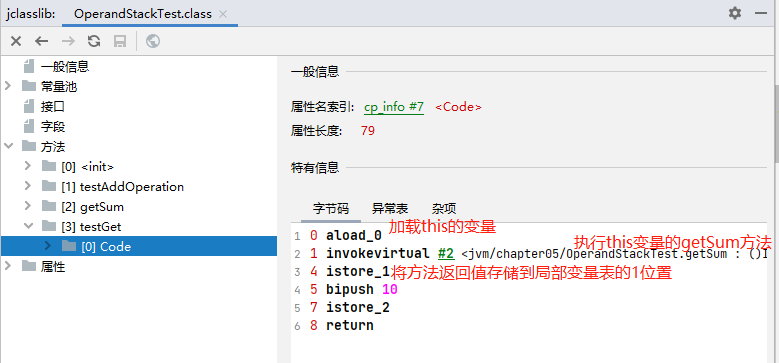 jclasslib: OperandStackTest.class
一般信息
常量池
接口
字段
方法
[0] <init>
[1] testAddOperation
[2] getSum
[3] testGet
[0] Code
属性
一般信息
属性名索引: cp_info #7 <Code>
属性长度: 79
特有信息
字节码 异常表 杂项
1 0 aload_0 加载this的变量
执行this变量的getSum方法
2 1 invokevirtual #2 <jvm/chapter05/OperandStackTest.getSum : ()I
3 4 istore_1 将方法返回值存储到局部变量表的1位置
4 5 bipush 10
5 7 istore_2
6 8 return